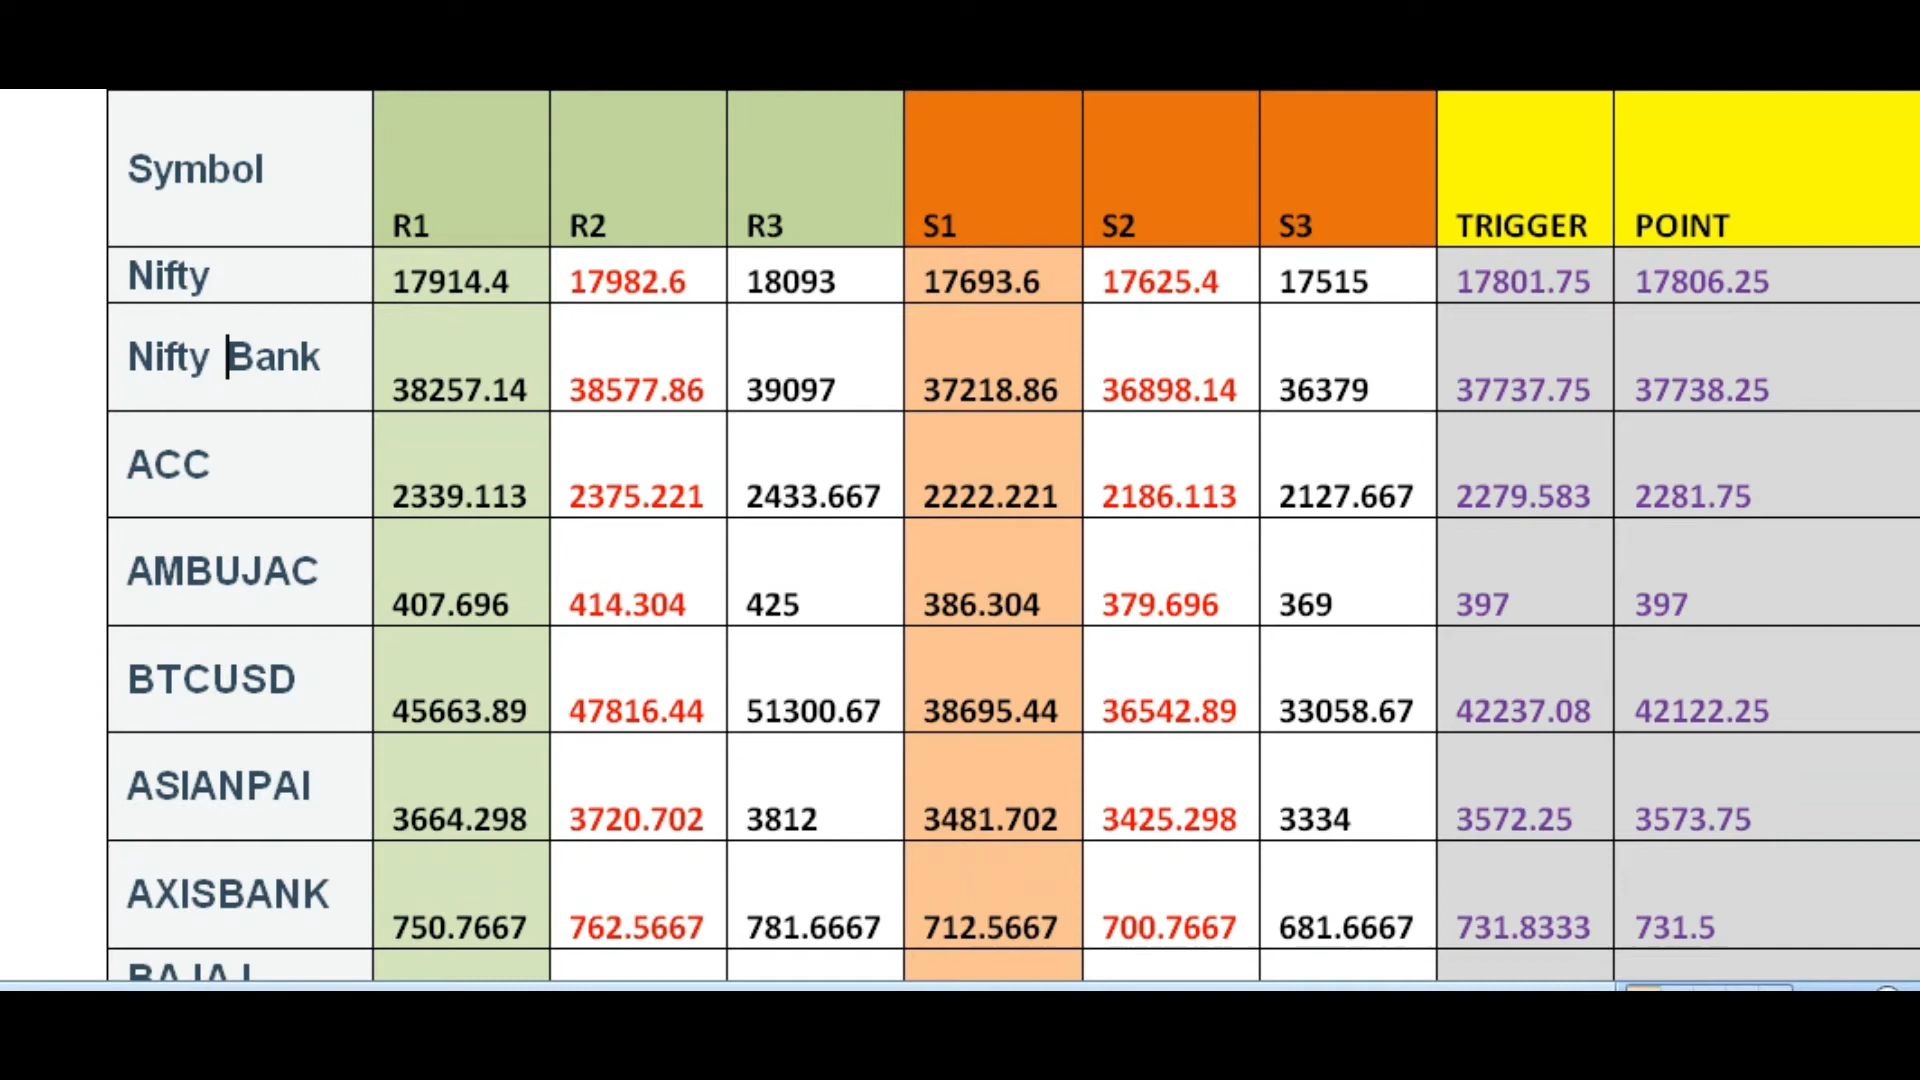 Symbol R1 R2 R3 S1 S2 S3 TRIGGER POINT
Nifty 17914.4 17982.6 18093 17693.6 17625.4 17515 17801.75 17806.25
Nifty Bank 38257.14 38577.86 39097 37218.86 36898.14 36379 37737.75 37738.25
ACC 2339.113 2375.221 2433.667 2222.221 2186.113 2127.667 2279.583 2281.75
AMBUJAC 407.696 414.304 425 386.304 379.696 369 397 397
BTCUSD 45663.89 47816.44 51300.67 38695.44 36542.89 33058.67 42237.08 42122.25
ASIANPAI 3664.298 3720.702 3812 3481.702 3425.298 3334 3572.25 3573.75
AXISBANK 750.7667 762.5667 781.6667 712.5667 700.7667 681.6667 731.8333 731.5
BAJAJ